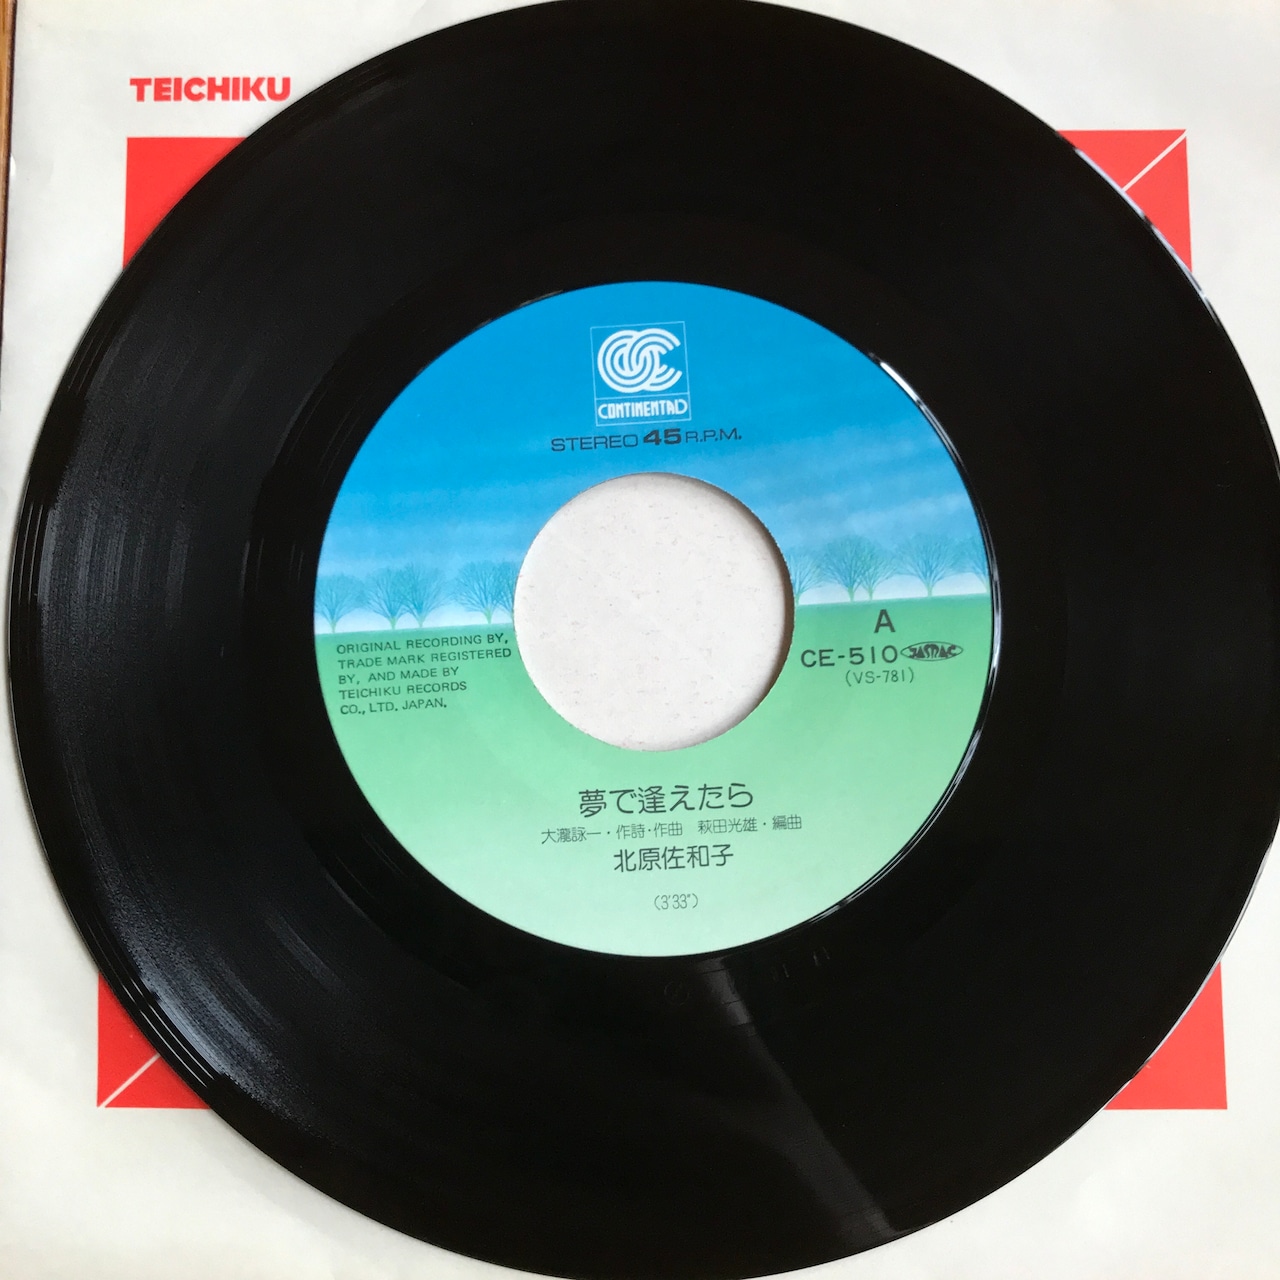 TEICHIKU
CONTINENTAL
STEREO 45 R.P.M.
A
CE-510 JASRAC
(VS-781)
ORIGINAL RECORDING BY,
TRADE MARK REGISTERED
BY, AND MADE BY
TEICHIKU RECORDS
CO., LTD. JAPAN.
夢で逢えたら
大瀧詠一・作詩・作曲 萩田光雄・編曲
北原佐和子
(3'33")